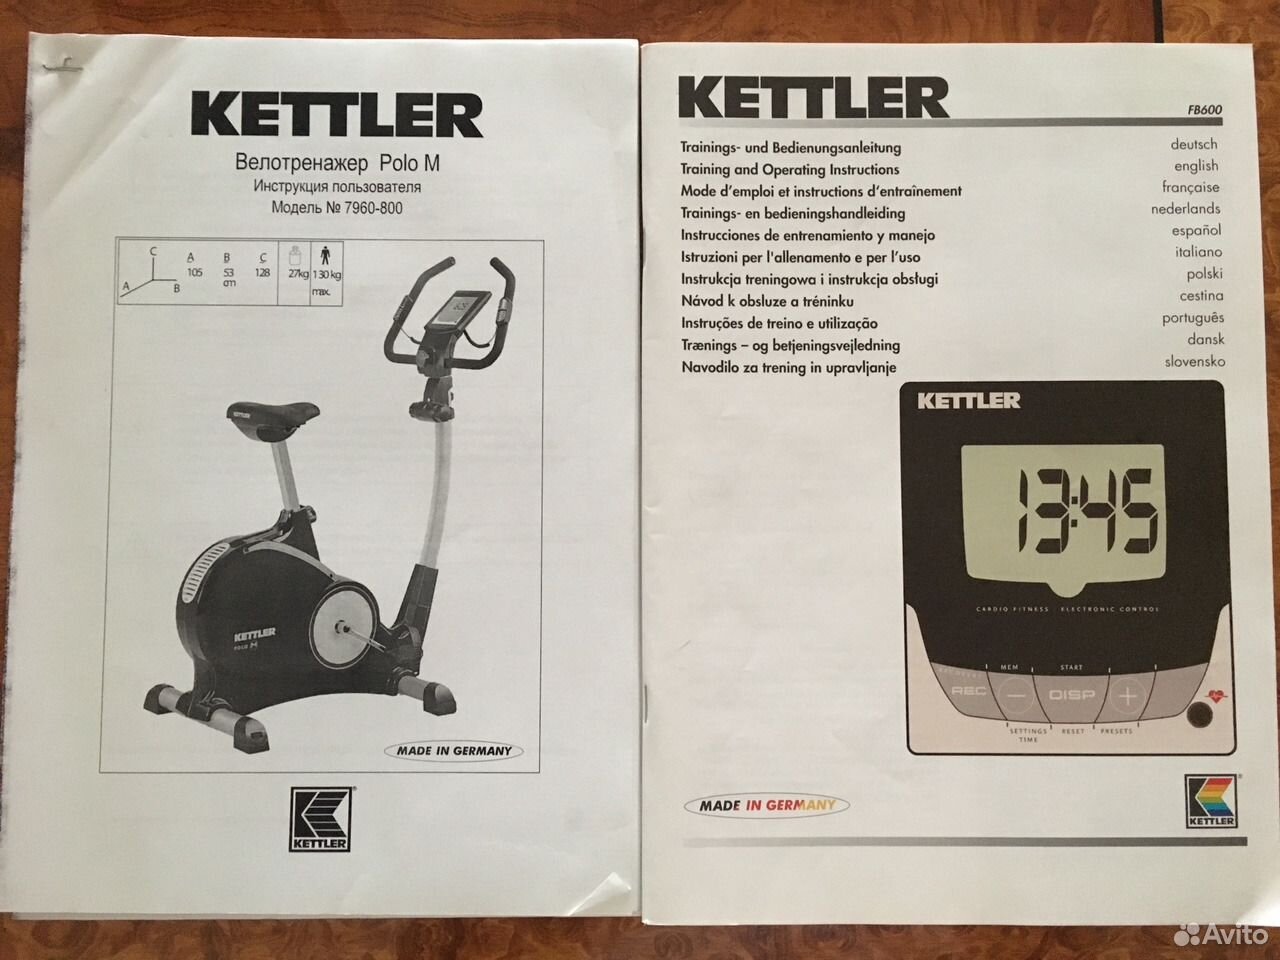 KETTLER
Велотренажер Polo M
Инструкция пользователя
Модель № 7960-800
C
A
B
A B C
105 53 128
cm
27kg
130 kg
max.
KETTLER
KETTLER
POLO M
MADE IN GERMANY
KETTLER
KETTLER
FB600
Trainings- und Bedienungsanleitung deutsch
Training and Operating Instructions english
Mode d’emploi et instructions d’entraînement française
Trainings- en bedieningshandleiding nederlands
Instrucciones de entrenamiento y manejo español
Istruzioni per l'allenamento e per l’uso italiano
Instrukcja treningowa i instrukcja obsługi polski
Návod k obsluze a tréninku cestina
Instruções de treino e utilização português
Trænings – og betjeningsvejledning dansk
Navodilo za trening in upravljanje slovensko
KETTLER
13:45
CARDIO FITNESS ELECTRONIC CONTROL
MEM START
REC − DISP +
SETTINGS RESET PRESETS
TIME
MADE IN GERMANY
KETTLER
Avito